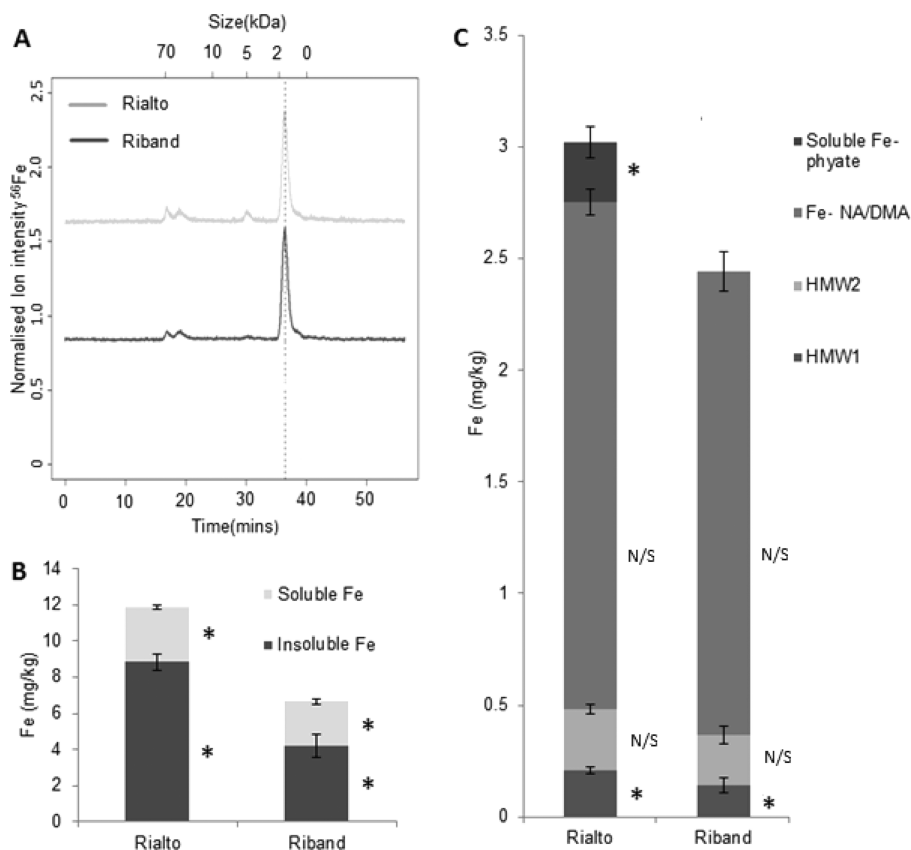 A
Size(kDa)
70 10 5 2 0
2.5
2.0
1.5
1.0
0.5
0
Normalised Ion intensity ⁵⁶Fe
Rialto
Riband
0 10 20 30 40 50
Time(mins)
B
14
12
10
8
6
4
2
0
Fe (mg/kg)
Soluble Fe
Insoluble Fe
*
*
*
*
Rialto Riband
C
3.5
3
2.5
2
1.5
1
0.5
0
Fe (mg/kg)
*
N/S N/S
N/S N/S
* *
Rialto Riband
Soluble Fe-
phyate
Fe- NA/DMA
HMW2
HMW1